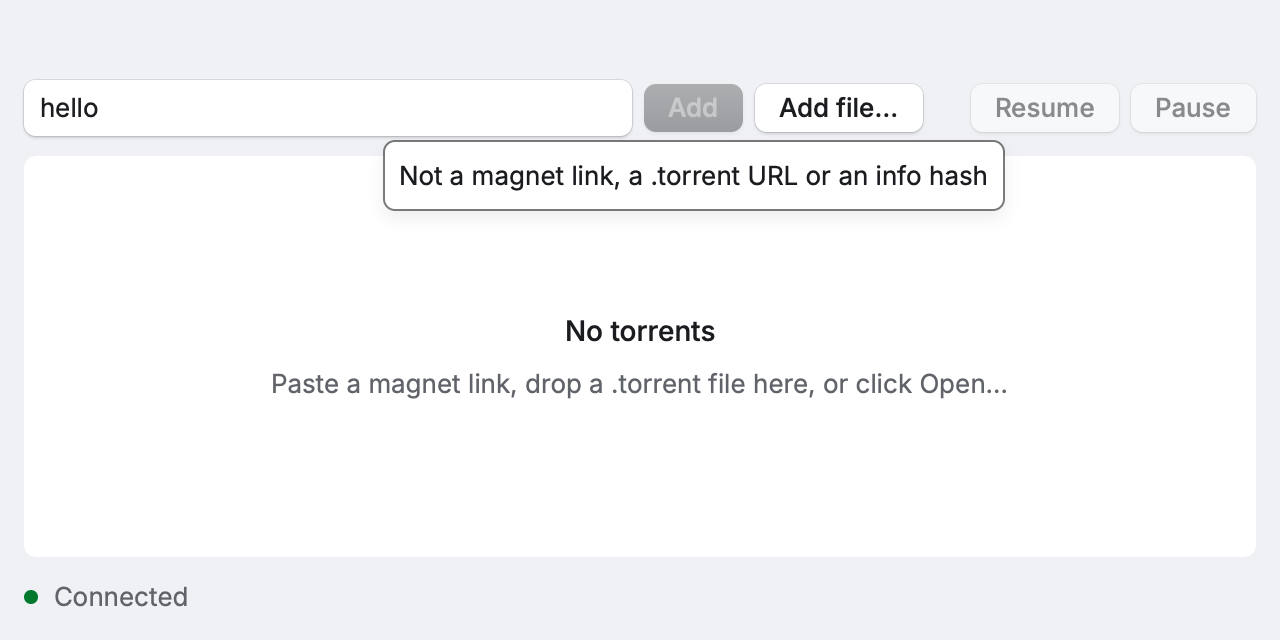 hello
Add
Add file...
Resume
Pause
Not a magnet link, a .torrent URL or an info hash
No torrents
Paste a magnet link, drop a .torrent file here, or click Open...
Connected